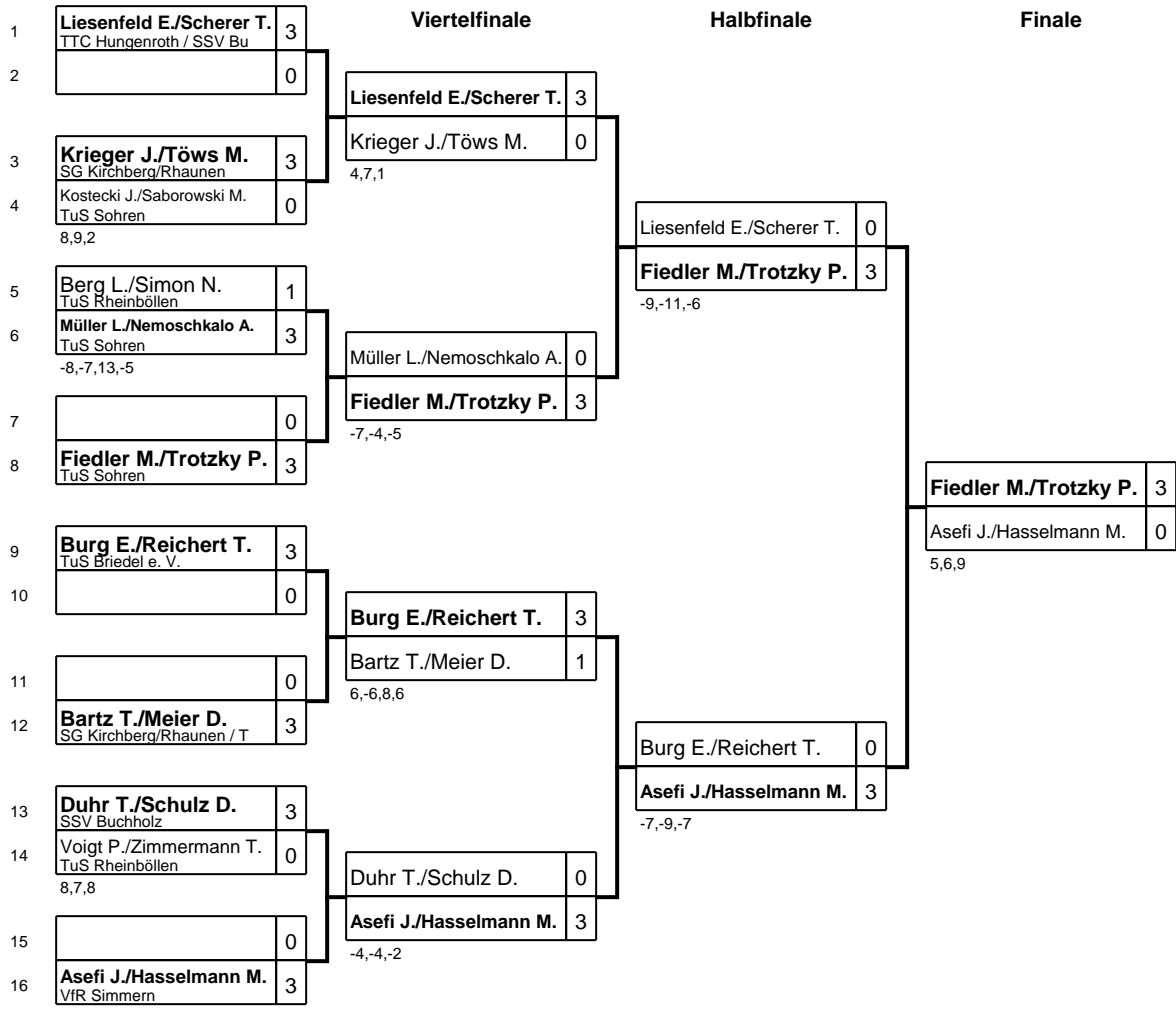 Viertelfinale
Halbfinale
Finale
1
Liesenfeld E./Scherer T.
3
TTC Hungenroth / SSV Bu
2
0
3
Krieger J./Töws M.
3
SG Kirchberg/Rhaunen
4
Kostecki J./Saborowski M.
0
TuS Sohren
8,9,2
5
Berg L./Simon N.
1
TuS Rheinböllen
6
Müller L./Nemoschkalo A.
3
TuS Sohren
-8,-7,13,-5
7
0
8
Fiedler M./Trotzky P.
3
TuS Sohren
9
Burg E./Reichert T.
3
TuS Briedel e. V.
10
0
11
0
12
Bartz T./Meier D.
3
SG Kirchberg/Rhaunen / T
13
Duhr T./Schulz D.
3
SSV Buchholz
14
Voigt P./Zimmermann T.
0
TuS Rheinböllen
8,7,8
15
0
16
Asefi J./Hasselmann M.
3
VfR Simmern
Liesenfeld E./Scherer T. 3
Krieger J./Töws M. 0
4,7,1
Müller L./Nemoschkalo A. 0
Fiedler M./Trotzky P. 3
-7,-4,-5
Burg E./Reichert T. 3
Bartz T./Meier D. 1
6,-6,8,6
Duhr T./Schulz D. 0
Asefi J./Hasselmann M. 3
-4,-4,-2
Liesenfeld E./Scherer T. 0
Fiedler M./Trotzky P. 3
-9,-11,-6
Burg E./Reichert T. 0
Asefi J./Hasselmann M. 3
-7,-9,-7
Fiedler M./Trotzky P. 3
Asefi J./Hasselmann M. 0
5,6,9